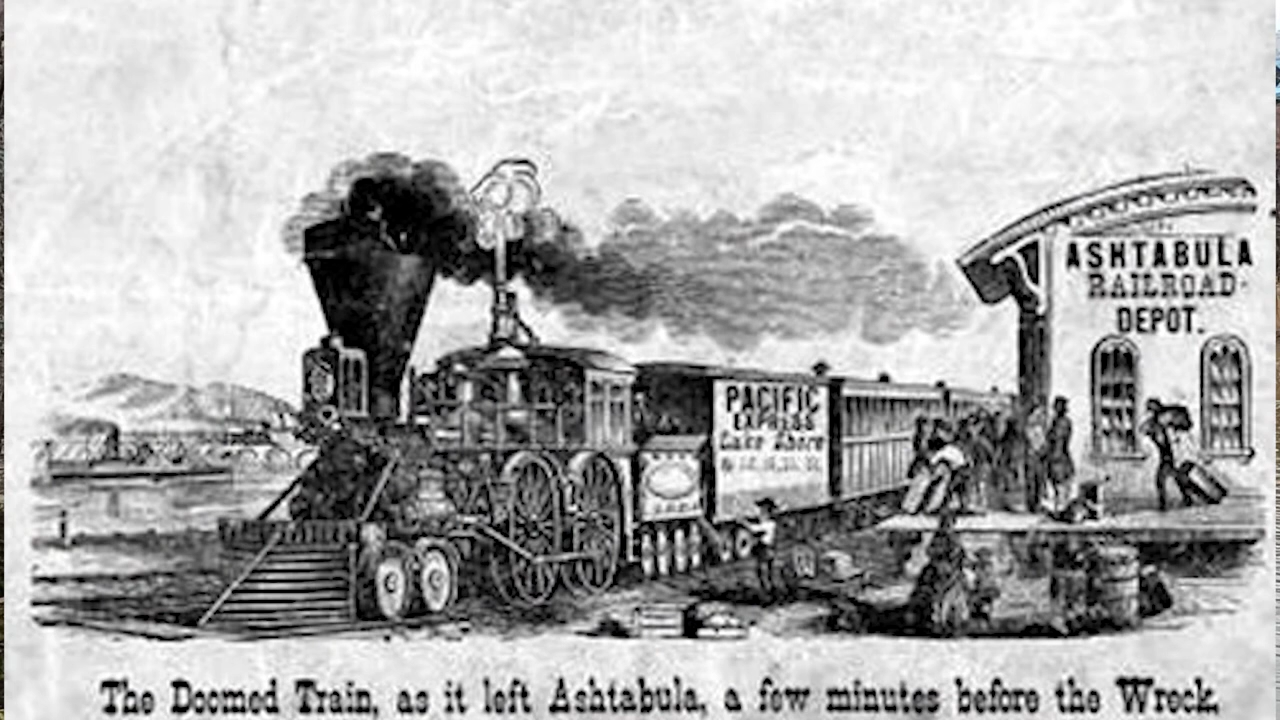 ASHTABULA
RAILROAD
DEPOT.
PACIFIC
EXPRESS
Lake Shore
The Doomed Train, as it left Ashtabula, a few minutes before the Wreck.